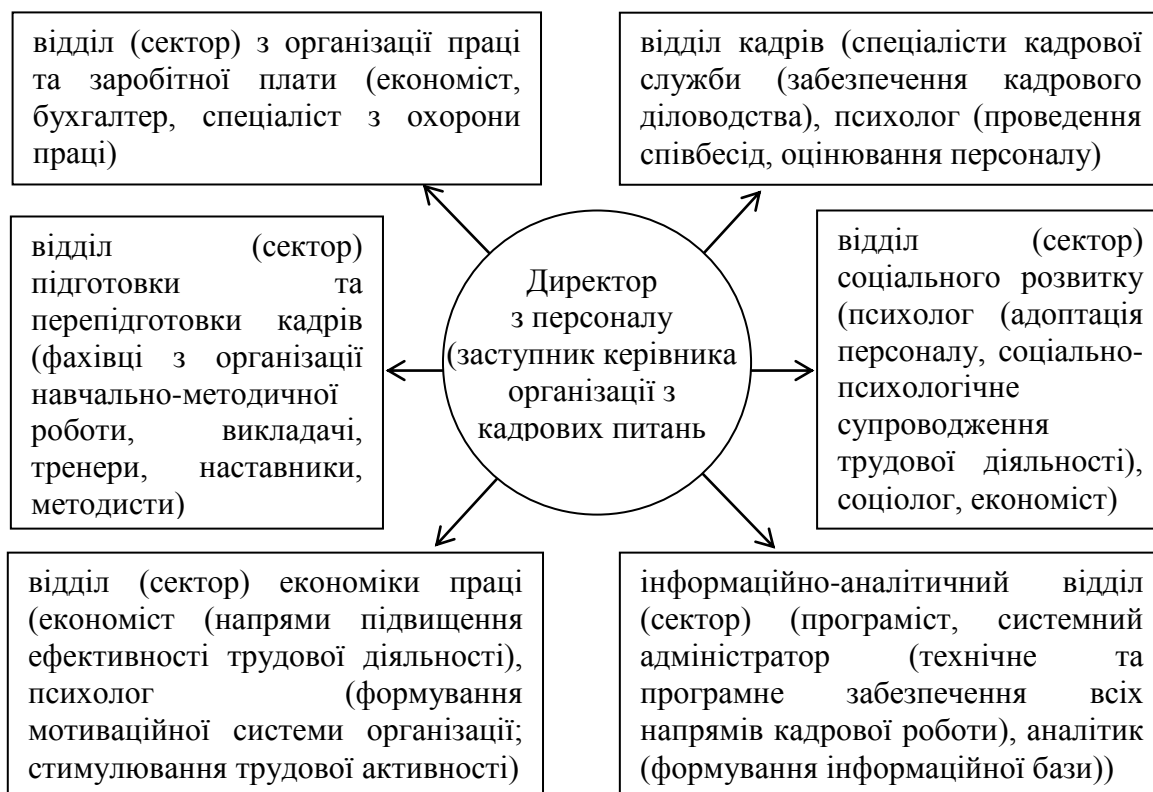 відділ (сектор) з організації праці
та заробітної плати (економіст,
бухгалтер, спеціаліст з охорони
праці)
відділ кадрів (спеціалісти кадрової
служби (забезпечення кадрового
діловодства), психолог (проведення
співбесід, оцінювання персоналу)
відділ (сектор)
підготовки та
перепідготовки кадрів
(фахівці з організації
навчально-методичної
роботи, викладачі,
тренери, наставники,
методисти)
Директор
з персоналу
(заступник керівника
організації з
кадрових питань
відділ (сектор)
соціального розвитку
(психолог (адоптація
персоналу, соціально-
психологічне
супроводження
трудової діяльності),
соціолог, економіст)
відділ (сектор) економіки праці
(економіст (напрями підвищення
ефективності трудової діяльності),
психолог (формування
мотиваційної системи організації;
стимулювання трудової активності)
інформаційно-аналітичний відділ
(сектор) (програміст, системний
адміністратор (технічне та
програмне забезпечення всіх
напрямів кадрової роботи), аналітик
(формування інформаційної бази))